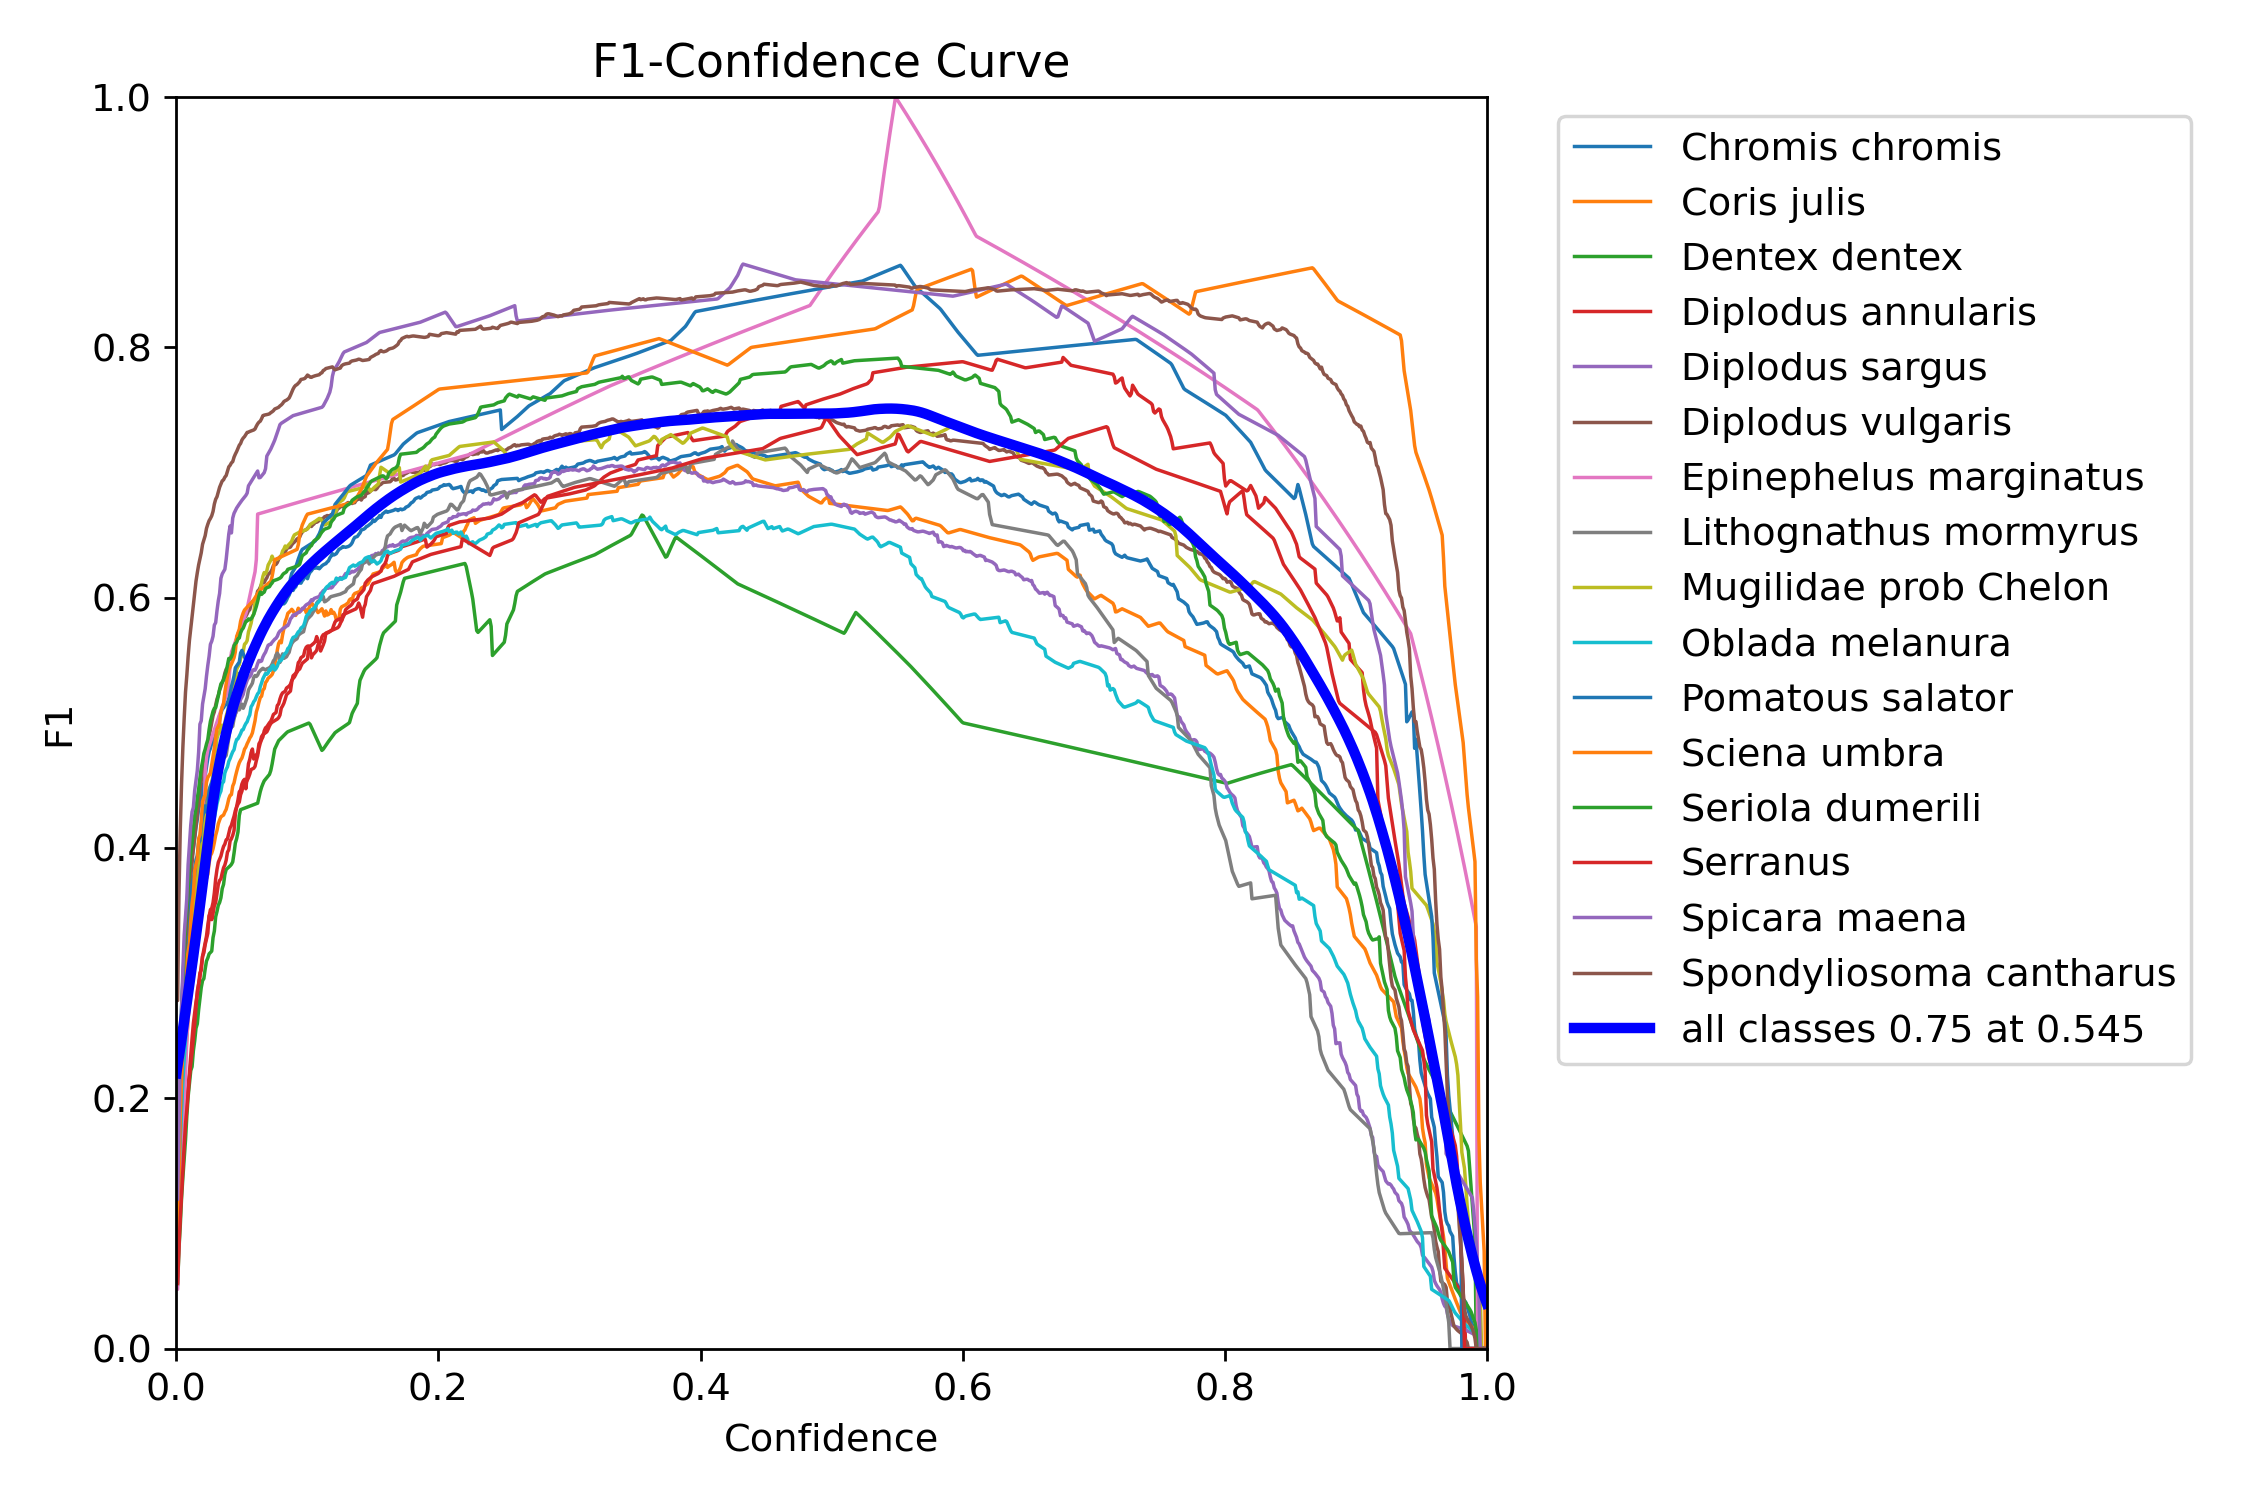 F1-Confidence Curve
1.0
0.8
0.6
0.4
0.2
0.0
F1
0.0 0.2 0.4 0.6 0.8 1.0
Confidence
Chromis chromis
Coris julis
Dentex dentex
Diplodus annularis
Diplodus sargus
Diplodus vulgaris
Epinephelus marginatus
Lithognathus mormyrus
Mugilidae prob Chelon
Oblada melanura
Pomatous salator
Sciena umbra
Seriola dumerili
Serranus
Spicara maena
Spondyliosoma cantharus
all classes 0.75 at 0.545